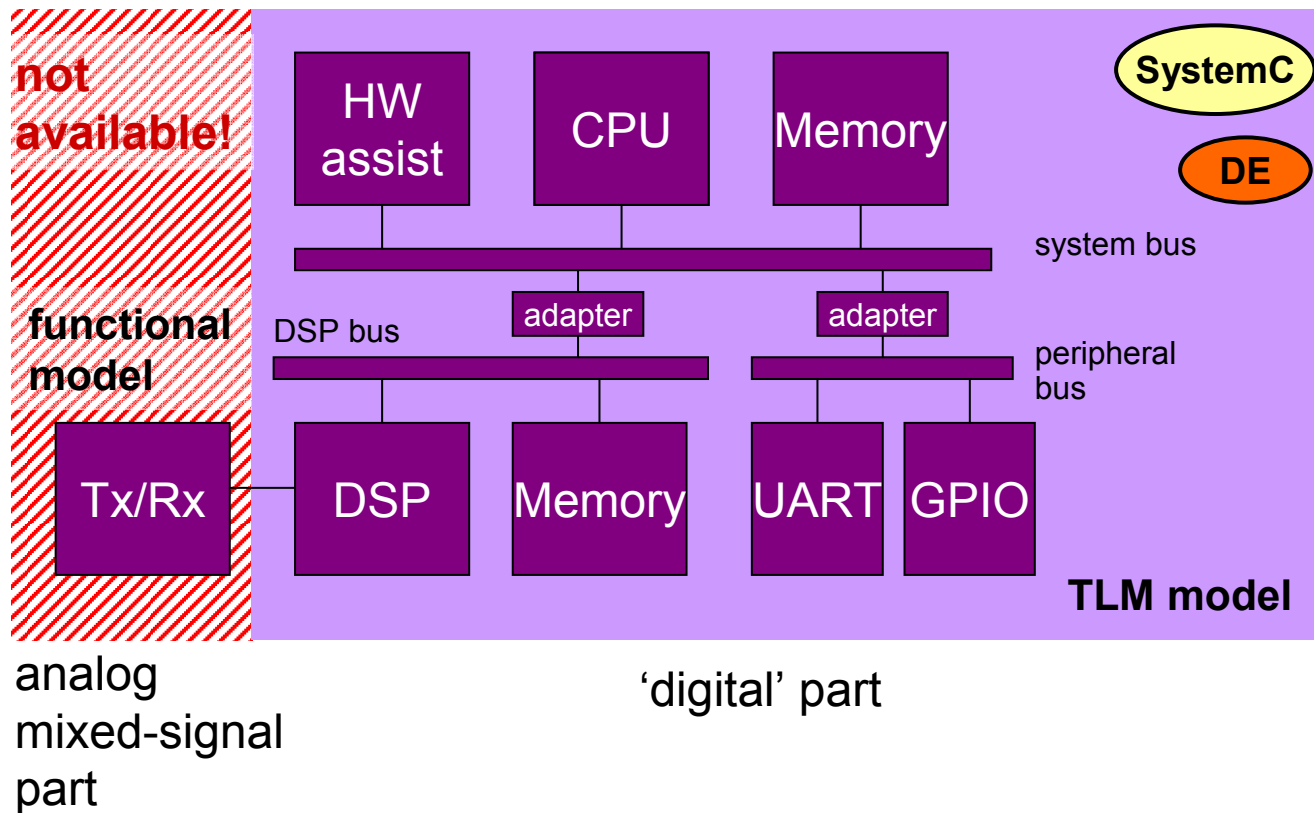 not
available!
HW
assist
CPU
Memory
SystemC
DE
system bus
adapter
adapter
functional
model
DSP bus
peripheral
bus
Tx/Rx
DSP
Memory
UART
GPIO
TLM model
analog
mixed-signal
part
‘digital’ part